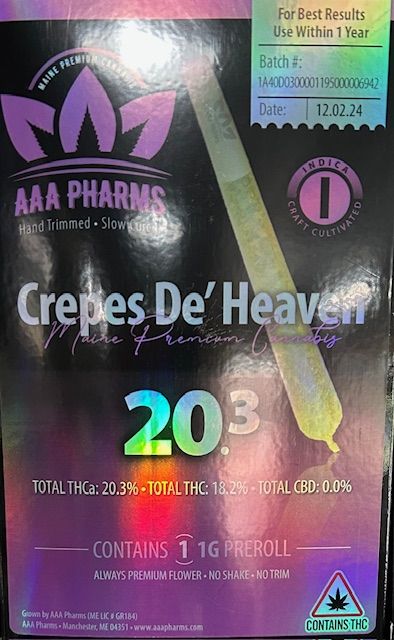 For Best Results
Use Within 1 Year
Batch #:
1A40D0300001195000006942
Date: 12.02.24
MAINE PREMIUM CANNABIS
AAA PHARMS
Hand Trimmed • Slow Cured
INDICA
I
CRAFT CULTIVATED
Crepes De' Heaven
Maine Premium Cannabis
20.3
TOTAL THCa: 20.3% • TOTAL THC: 18.2% • TOTAL CBD: 0.0%
CONTAINS 1 1G PREROLL
ALWAYS PREMIUM FLOWER • NO SHAKE • NO TRIM
Grown by AAA Pharms (ME LIC # GR184)
AAA Pharms • Manchester, ME 04351 • www.aaapharms.com
CONTAINS THC